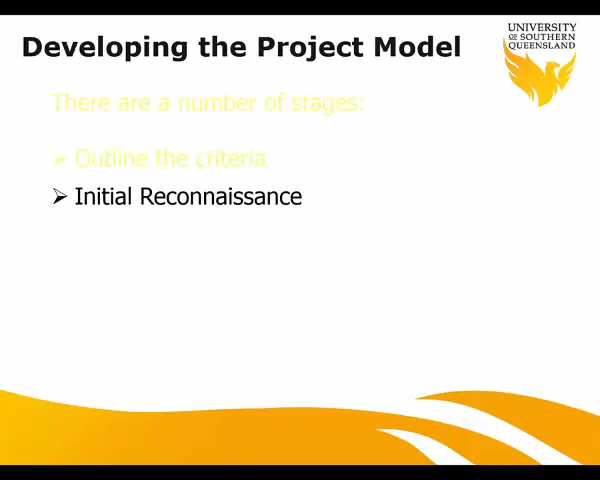 Developing the Project Model
UNIVERSITY
OF SOUTHERN
QUEENSLAND
There are a number of stages:
➢ Outline the criteria
➢ Initial Reconnaissance